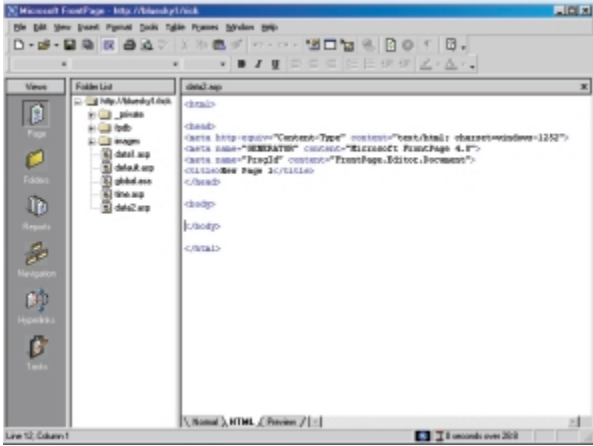 Microsoft FrontPage - http://bluesky1/rick
File Edit View Insert Format Tools Table Frames Window Help
Views
Folder List
data2.asp
Page
Folders
Reports
Navigation
Hyperlinks
Tasks
http://bluesky1/rick
_private
fpdb
images
data1.asp
default.asp
global.asa
time.asp
data2.asp
<html>
<head>
<meta http-equiv="Content-Type" content="text/html; charset=windows-1252">
<meta name="GENERATOR" content="Microsoft FrontPage 4.0">
<meta name="ProgId" content="FrontPage.Editor.Document">
<title>New Page 1</title>
</head>
<body>
</body>
</html>
Normal HTML Preview
Line 12, Column 1
8 seconds over 28.8